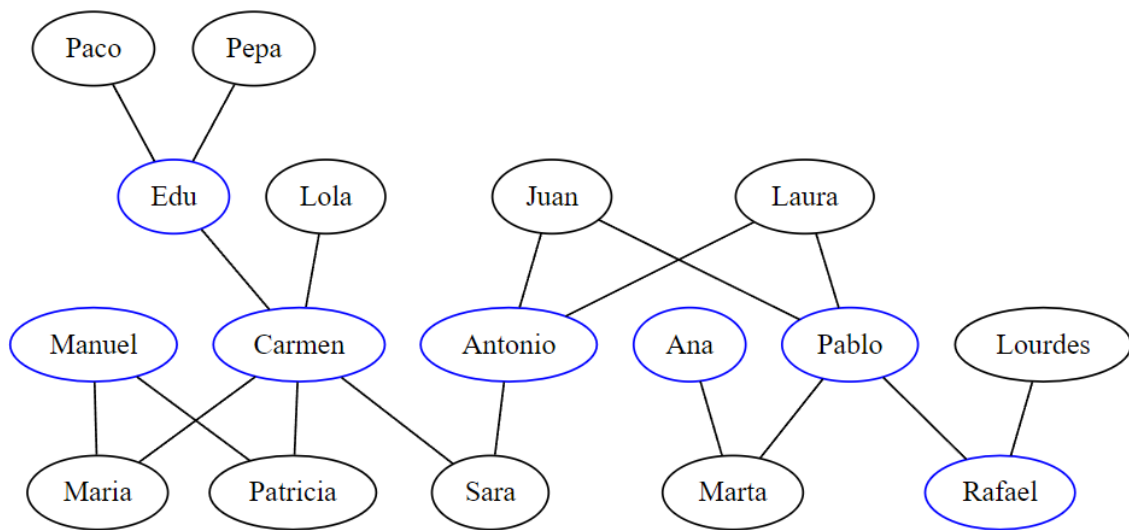 Paco
Pepa
Edu
Lola
Juan
Laura
Manuel
Carmen
Antonio
Ana
Pablo
Lourdes
Maria
Patricia
Sara
Marta
Rafael